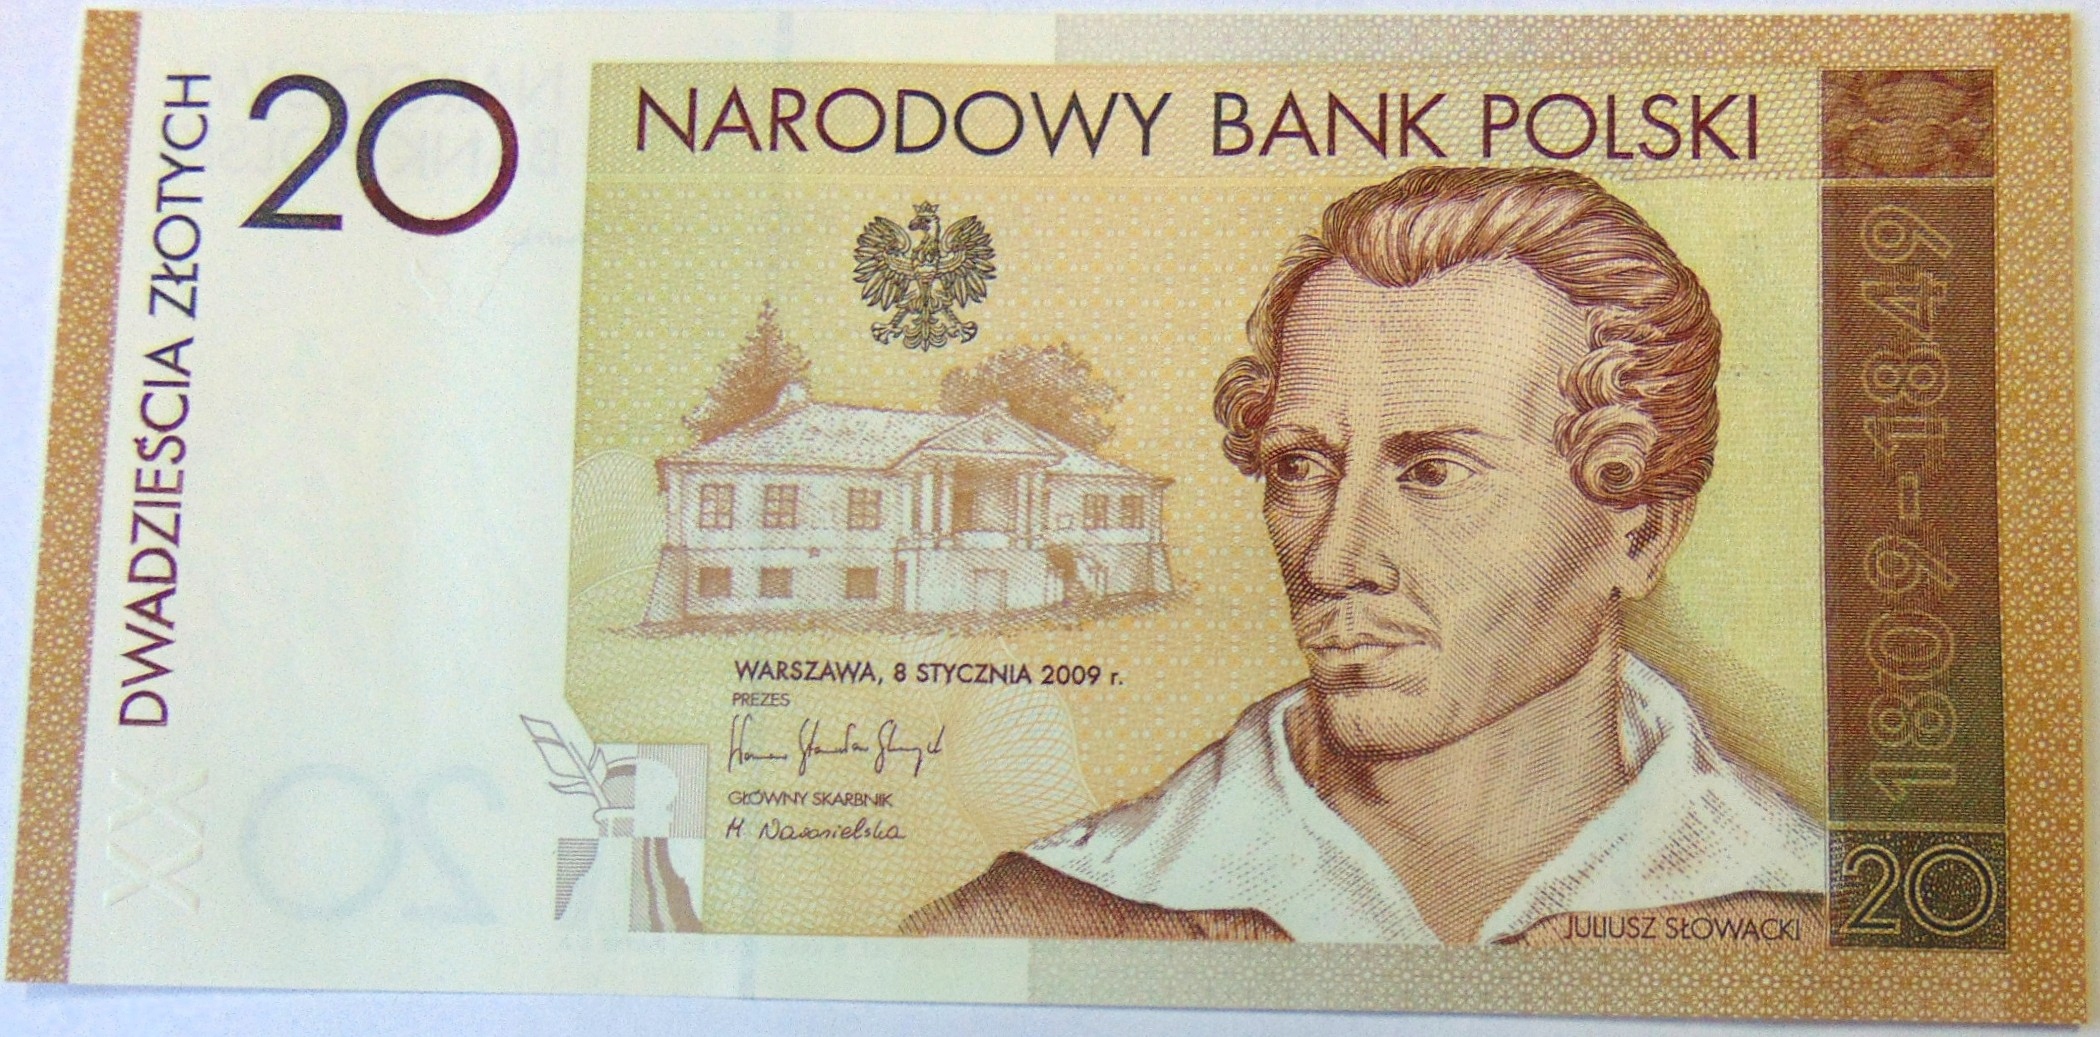 DWADZIEŚCIA ZŁOTYCH
20
NARODOWY BANK POLSKI
WARSZAWA, 8 STYCZNIA 2009 r.
PREZES
GŁÓWNY SKARBNIK
XX
1809-1849
20
JULIUSZ SŁOWACKI